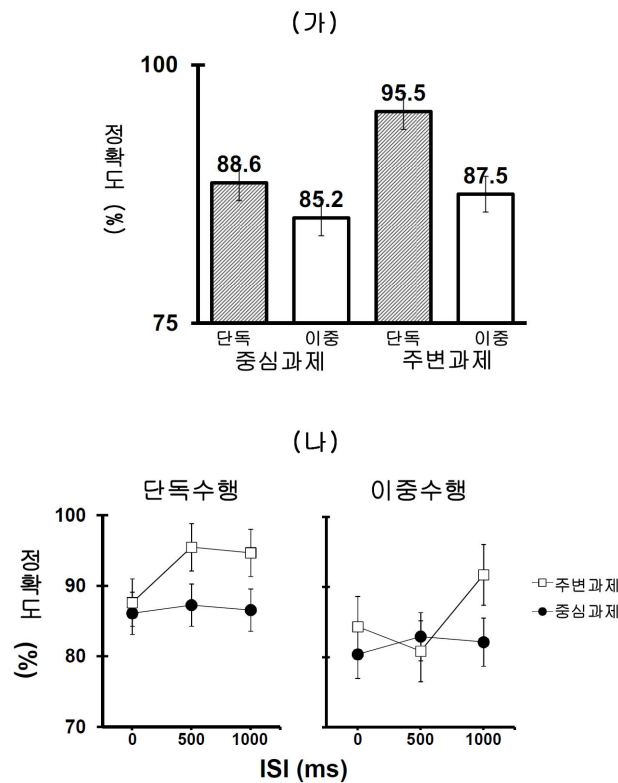 (가)
100
95.5
88.6
87.5
85.2
정확도 (%)
75
단독 이중 단독 이중
중심과제 주변과제
(나)
단독수행 이중수행
100
90
80
70
정확도 (%)
주변과제
중심과제
0 500 1000 0 500 1000
ISI (ms)